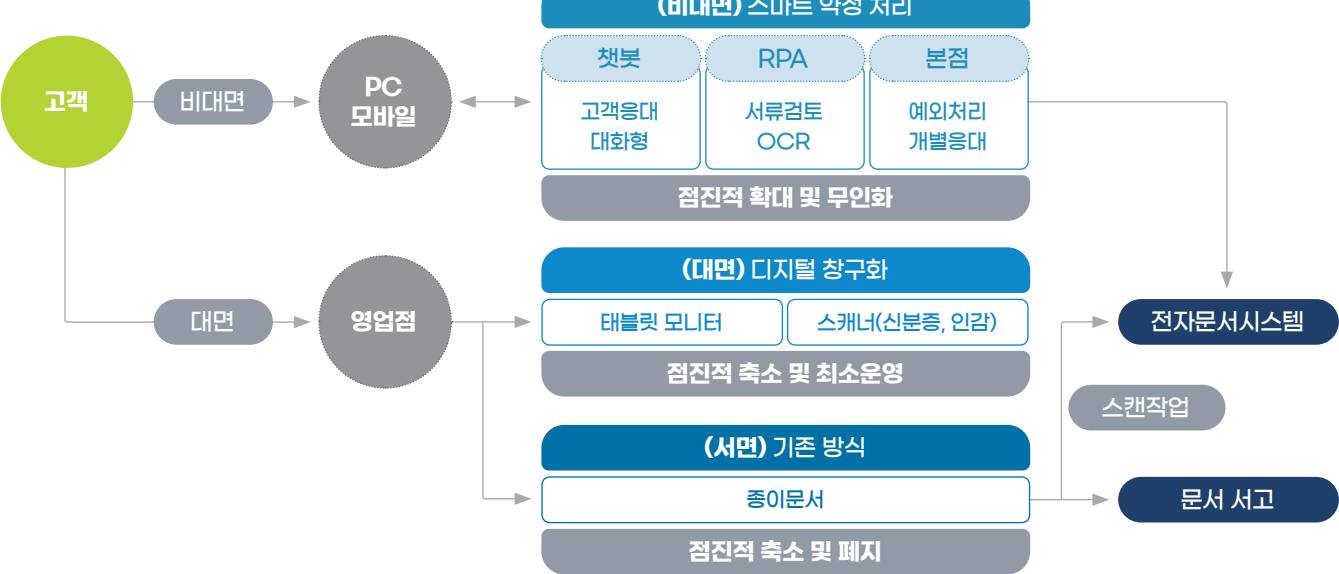 (비대면) 스마트 약정 처리
고객
비대면
PC
모바일
챗봇
고객응대
대화형
RPA
서류검토
OCR
본점
예외처리
개별응대
점진적 확대 및 무인화
대면
영업점
(대면) 디지털 창구화
태블릿 모니터
스캐너(신분증, 인감)
점진적 축소 및 최소운영
전자문서시스템
스캔작업
(서면) 기존 방식
종이문서
점진적 축소 및 폐지
문서 서고